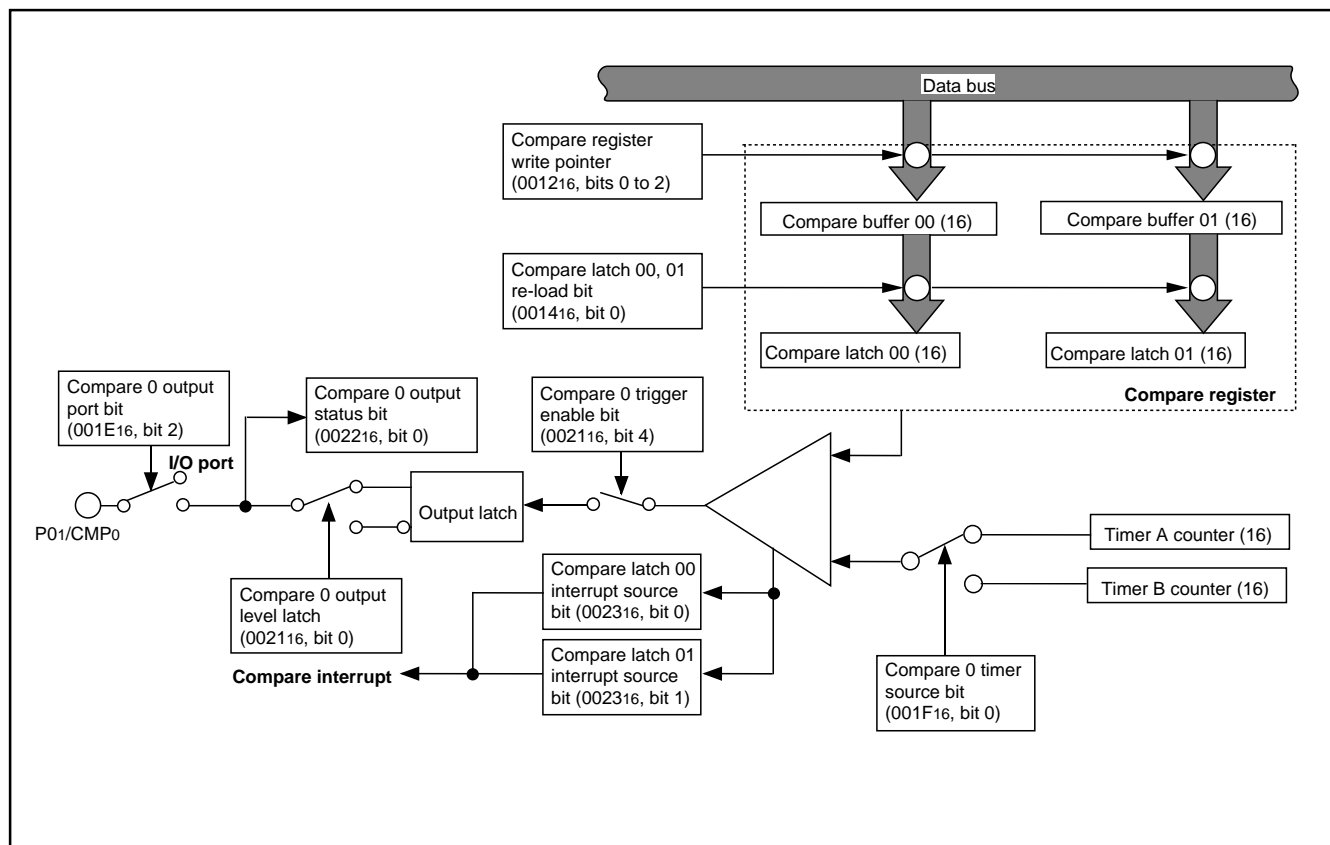 Data bus
Compare register
write pointer
(001216, bits 0 to 2)
Compare buffer 00 (16)
Compare buffer 01 (16)
Compare latch 00, 01
re-load bit
(001416, bit 0)
Compare latch 00 (16)
Compare latch 01 (16)
Compare register
Compare 0 output
port bit
(001E16, bit 2)
Compare 0 output
status bit
(002216, bit 0)
Compare 0 trigger
enable bit
(002116, bit 4)
I/O port
P01/CMP0
Output latch
Timer A counter (16)
Timer B counter (16)
Compare 0 output
level latch
(002116, bit 0)
Compare latch 00
interrupt source
bit (002316, bit 0)
Compare latch 01
interrupt source
bit (002316, bit 1)
Compare interrupt
Compare 0 timer
source bit
(001F16, bit 0)